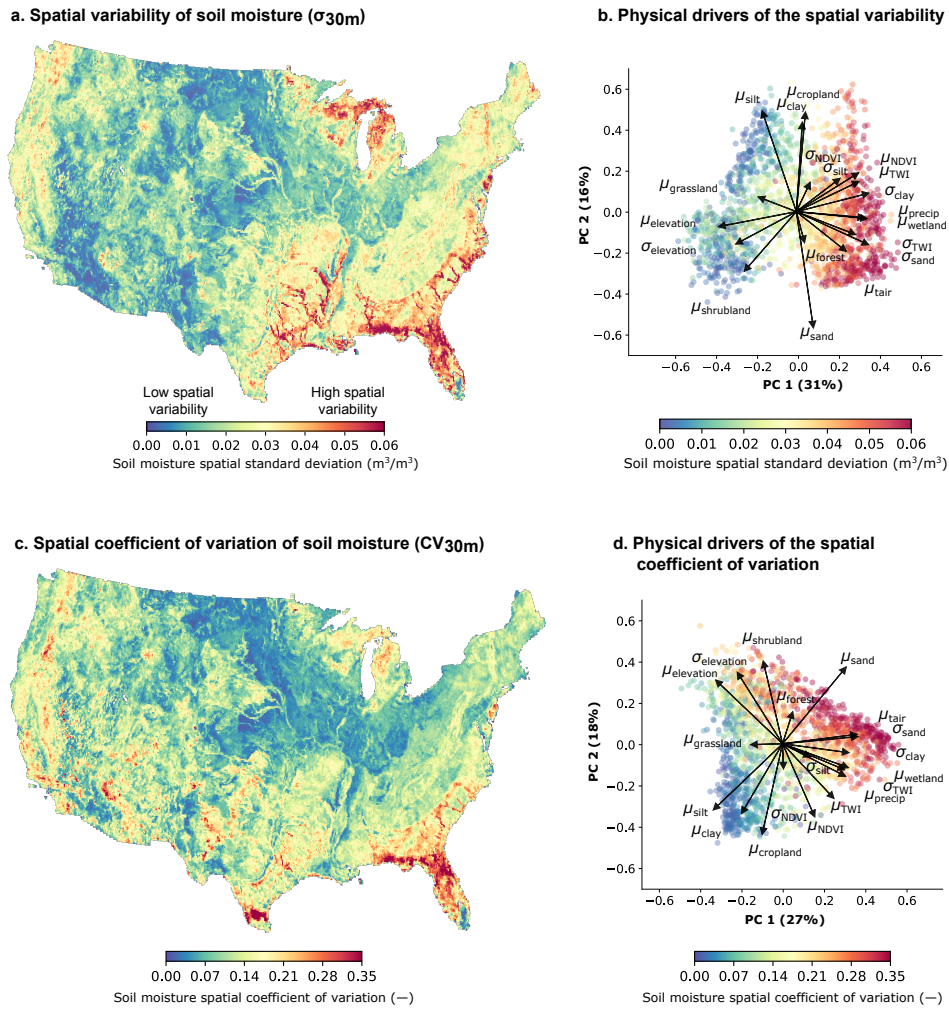 a. Spatial variability of soil moisture (σ30m)
Low spatial variability
High spatial variability
0.00 0.01 0.02 0.03 0.04 0.05 0.06
Soil moisture spatial standard deviation (m³/m³)
b. Physical drivers of the spatial variability
PC 2 (16%)
0.6
0.4
0.2
0.0
−0.2
−0.4
−0.6
μcropland
μsilt
μclay
σNDVI
μNDVI
σsilt
μTWI
μgrassland
σclay
μprecip
μelevation
μwetland
σelevation
μforest
σTWI
σsand
μtair
μshrubland
μsand
−0.6 −0.4 −0.2 0.0 0.2 0.4 0.6
PC 1 (31%)
0.00 0.01 0.02 0.03 0.04 0.05 0.06
Soil moisture spatial standard deviation (m³/m³)
c. Spatial coefficient of variation of soil moisture (CV30m)
0.00 0.07 0.14 0.21 0.28 0.35
Soil moisture spatial coefficient of variation (—)
d. Physical drivers of the spatial
coefficient of variation
PC 2 (18%)
0.6
0.4
0.2
0.0
−0.2
−0.4
−0.6
μshrubland
σelevation
μsand
μelevation
μforest
μtair
σsand
μgrassland
σclay
σsilt
μwetland
σTWI
μprecip
μsilt
μTWI
σNDVI
μclay
μNDVI
μcropland
−0.6 −0.4 −0.2 0.0 0.2 0.4 0.6
PC 1 (27%)
0.00 0.07 0.14 0.21 0.28 0.35
Soil moisture spatial coefficient of variation (—)